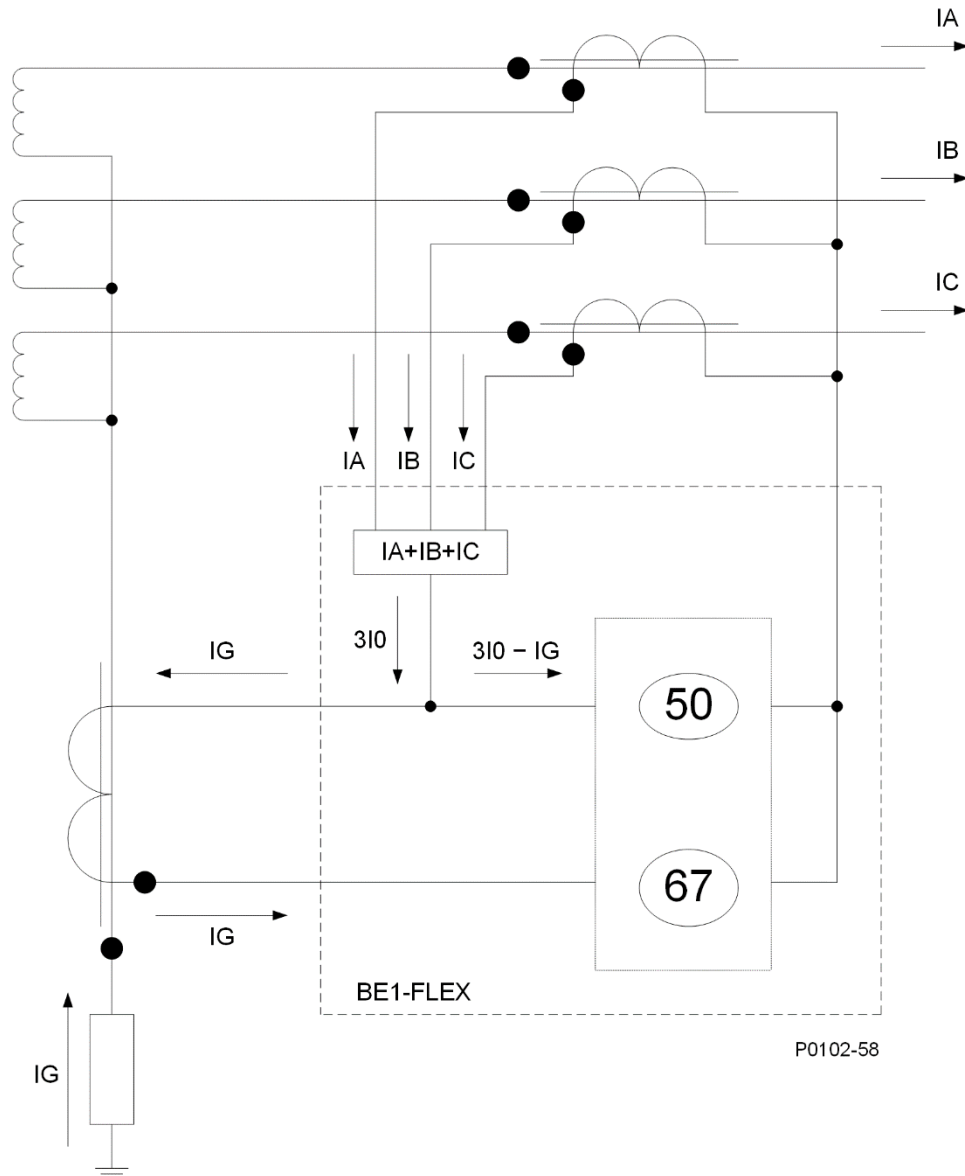 IA
IB
IC
IA IB IC
IA+IB+IC
3I0
IG
3I0 − IG
50
67
IG
BE1-FLEX
P0102-58
IG